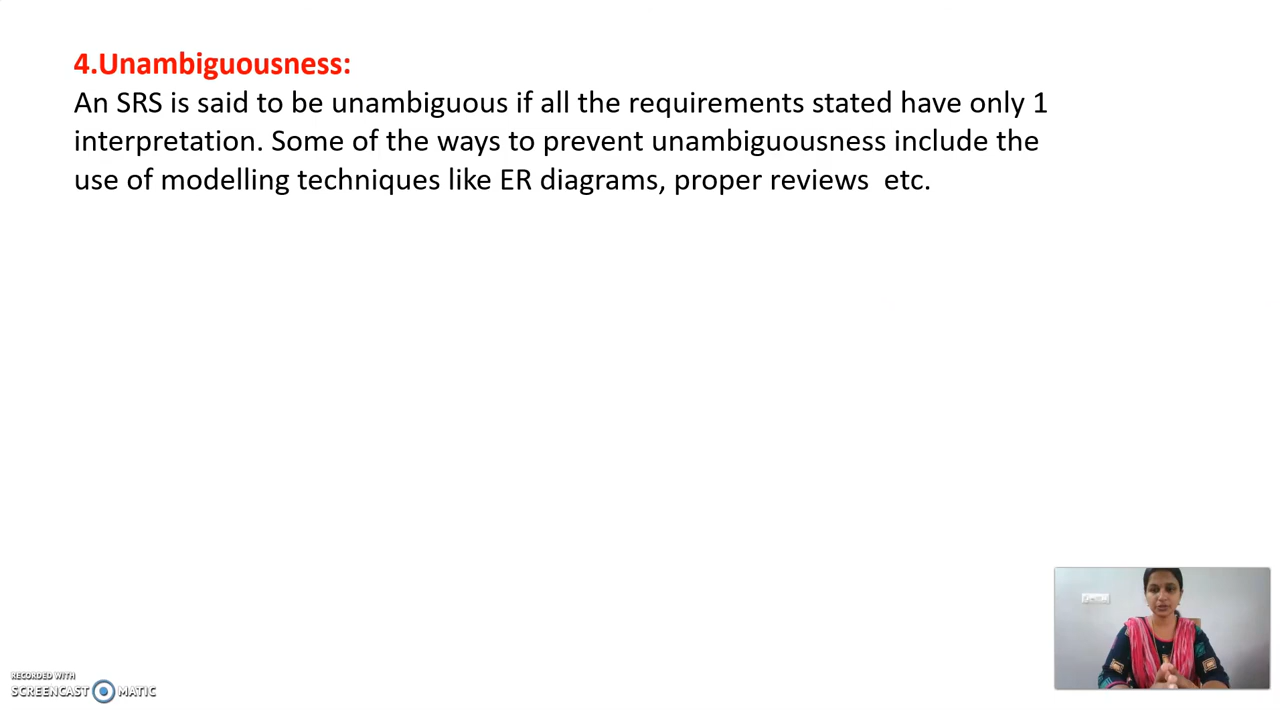 4.Unambiguousness:
An SRS is said to be unambiguous if all the requirements stated have only 1
interpretation. Some of the ways to prevent unambiguousness include the
use of modelling techniques like ER diagrams, proper reviews  etc.
RECORDED WITH
SCREENCAST MATIC